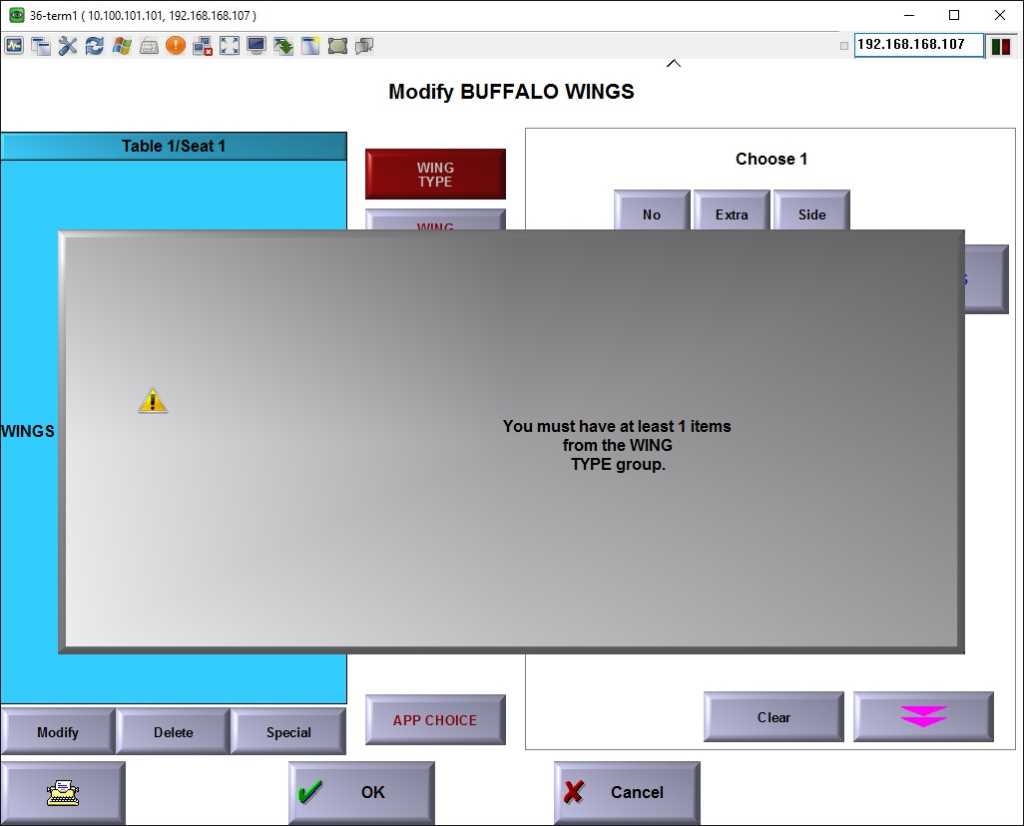 36-term1 ( 10.100.101.101, 192.168.168.107 )
192.168.168.107
Modify BUFFALO WINGS
Table 1/Seat 1
WING
TYPE
Choose 1
No
Extra
Side
WING
WINGS
You must have at least 1 items
from the WING
TYPE group.
APP CHOICE
Clear
Modify
Delete
Special
OK
Cancel